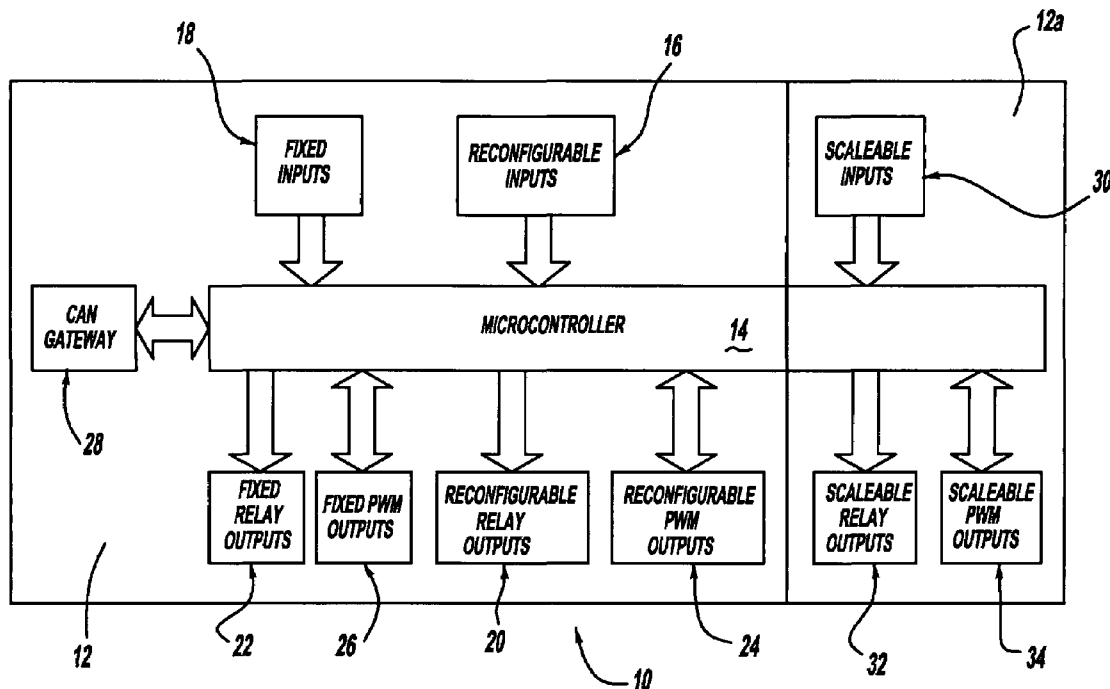 18
16
12a
FIXED
INPUTS
RECONFIGURABLE
INPUTS
SCALEABLE
INPUTS
30
CAN
GATEWAY
MICROCONTROLLER
14
28
FIXED
RELAY
OUTPUTS
FIXED PWM
OUTPUTS
RECONFIGURABLE
RELAY
OUTPUTS
RECONFIGURABLE
PWM
OUTPUTS
SCALEABLE
RELAY
OUTPUTS
SCALEABLE
PWM
OUTPUTS
12
22
26
20
10
24
32
34